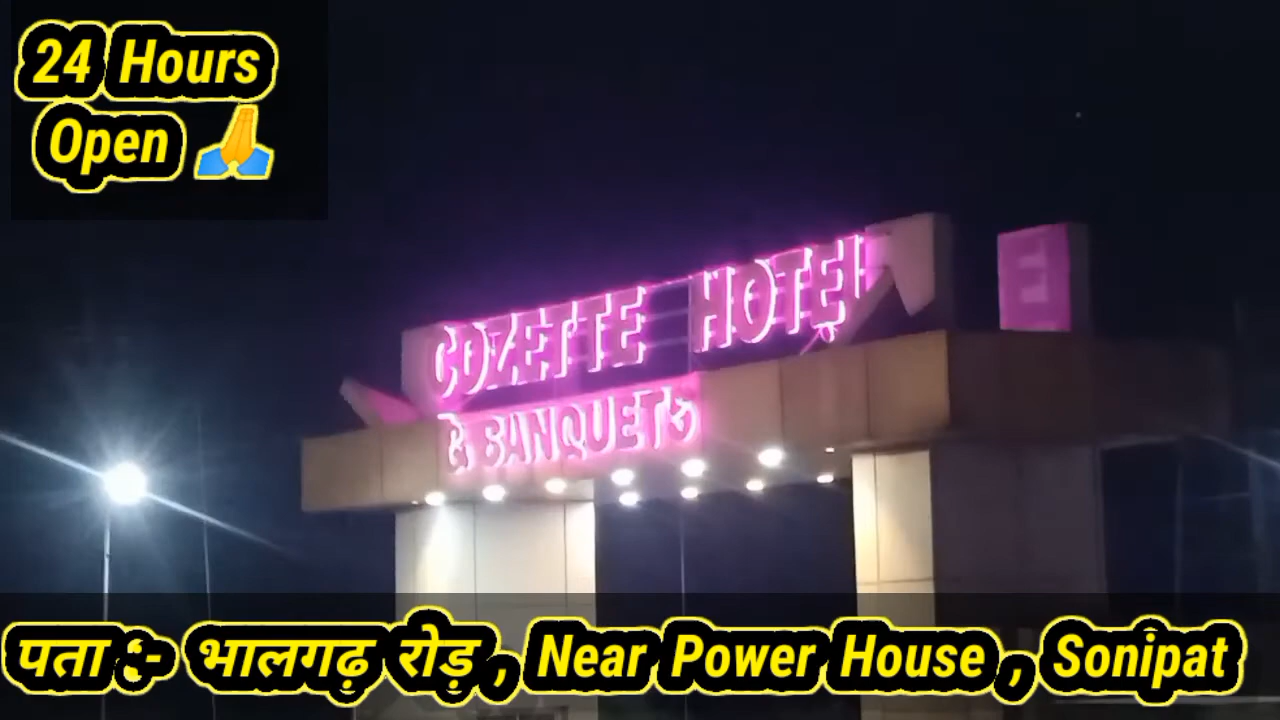 24 Hours
Open 🙏
COZETTE HOTEL
& BANQUETS
E
पता :- भालगढ़ रोड़ , Near Power House , Sonipat